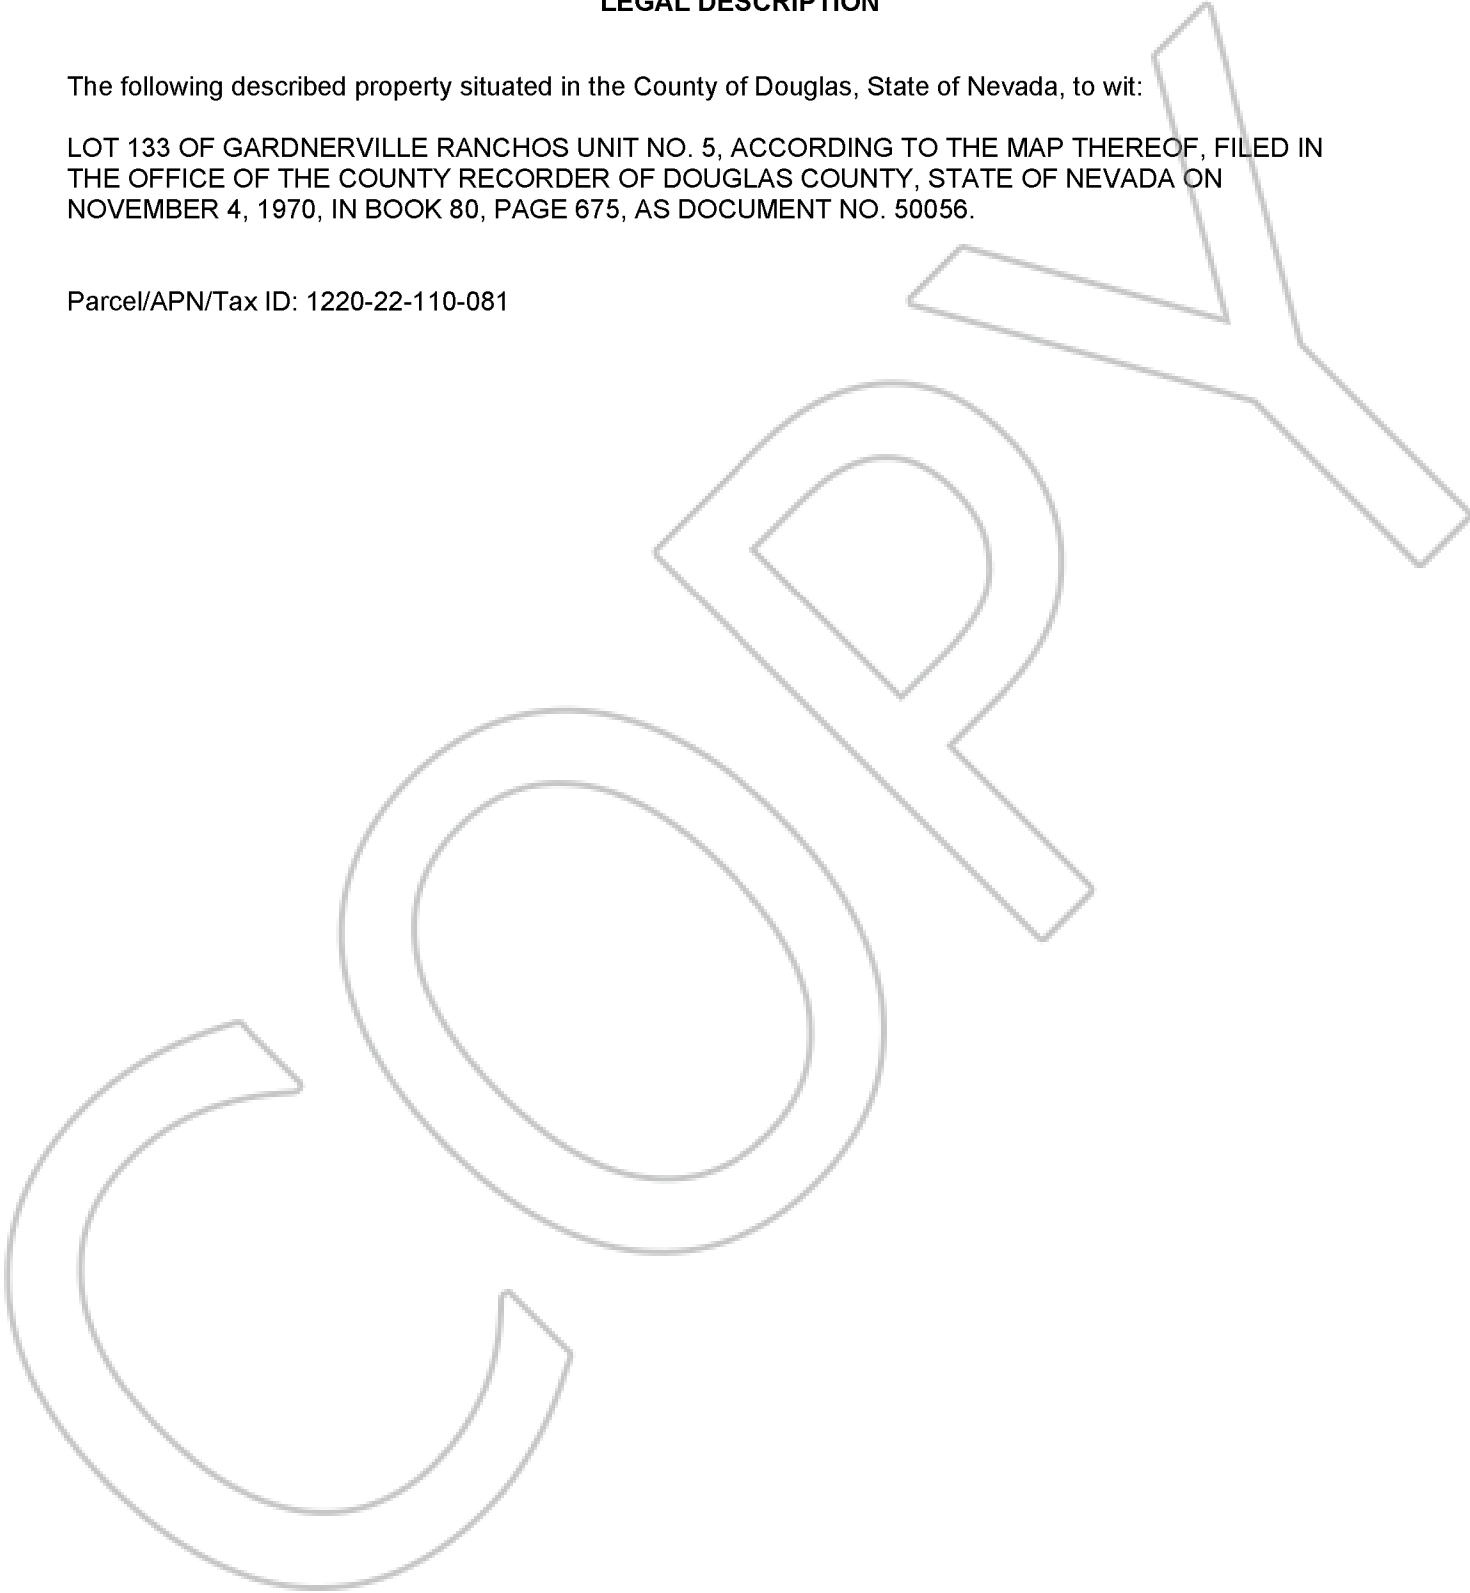 LEGAL DESCRIPTION
The following described property situated in the County of Douglas, State of Nevada, to wit:
LOT 133 OF GARDNERVILLE RANCHOS UNIT NO. 5, ACCORDING TO THE MAP THEREOF, FILED IN
THE OFFICE OF THE COUNTY RECORDER OF DOUGLAS COUNTY, STATE OF NEVADA ON
NOVEMBER 4, 1970, IN BOOK 80, PAGE 675, AS DOCUMENT NO. 50056.
Parcel/APN/Tax ID: 1220-22-110-081
COPY